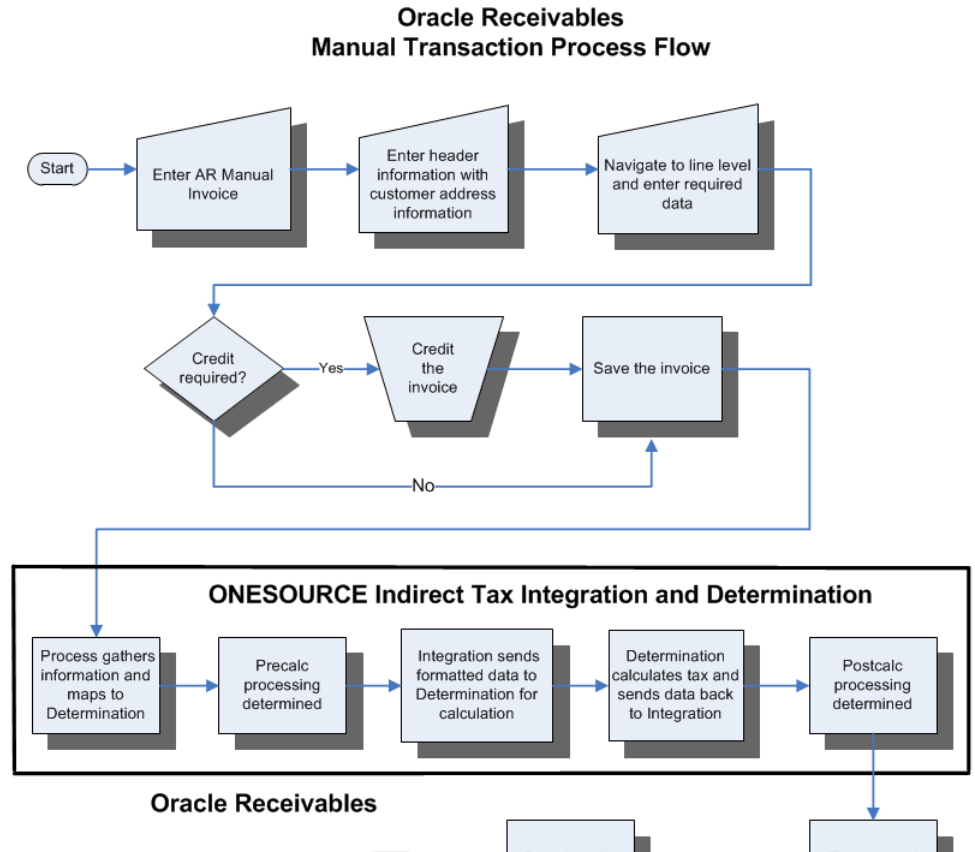 Oracle Receivables
Manual Transaction Process Flow
Start
Enter AR Manual
Invoice
Enter header
information with
customer address
information
Navigate to line level
and enter required
data
Credit
required?
Yes
Credit
the
invoice
Save the invoice
No
ONESOURCE Indirect Tax Integration and Determination
Process gathers
information and
maps to
Determination
Precalc
processing
determined
Integration sends
formatted data to
Determination for
calculation
Determination
calculates tax and
sends data back
to Integration
Postcalc
processing
determined
Oracle Receivables